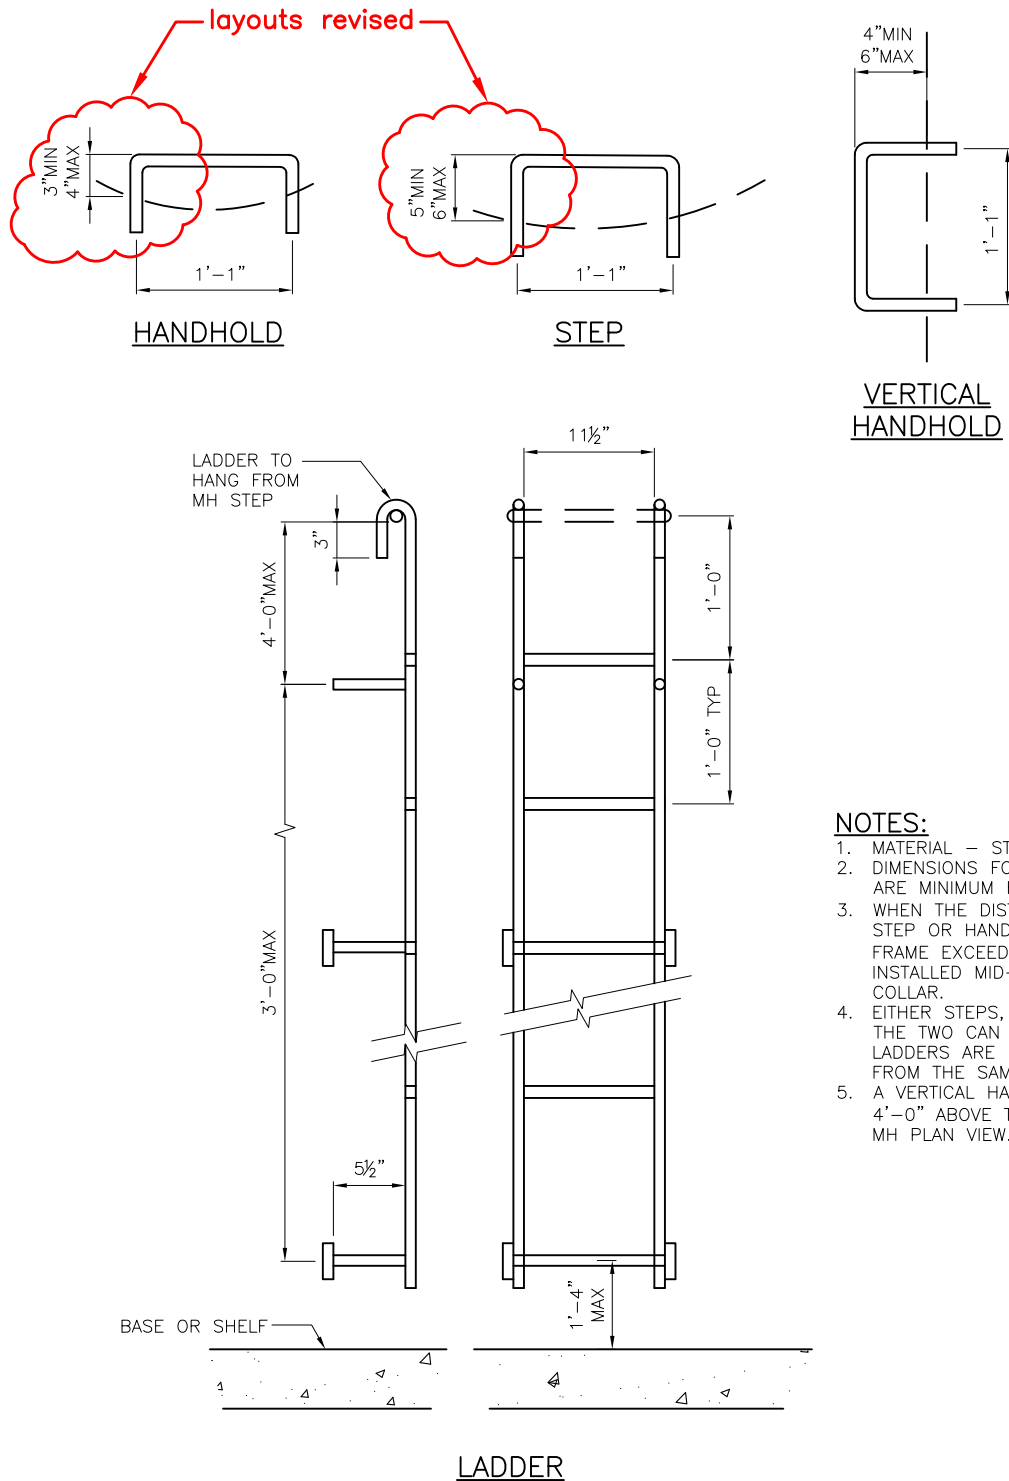 layouts revised
3"MIN
4"MAX
1'-1"
HANDHOLD
5"MIN
6"MAX
1'-1"
STEP
4"MIN
6"MAX
1'-1"
VERTICAL
HANDHOLD
LADDER TO
HANG FROM
MH STEP
3"
4'-0"MAX
3'-0"MAX
5½"
11½"
1'-0"
1'-0" TYP
1'-4"
MAX
BASE OR SHELF
LADDER
NOTES:
1. MATERIAL – ST
2. DIMENSIONS FO
ARE MINIMUM
3. WHEN THE DIST
STEP OR HAND
FRAME EXCEED
INSTALLED MID-
COLLAR.
4. EITHER STEPS,
THE TWO CAN
LADDERS ARE
FROM THE SAM
5. A VERTICAL HA
4'-0" ABOVE T
MH PLAN VIEW.